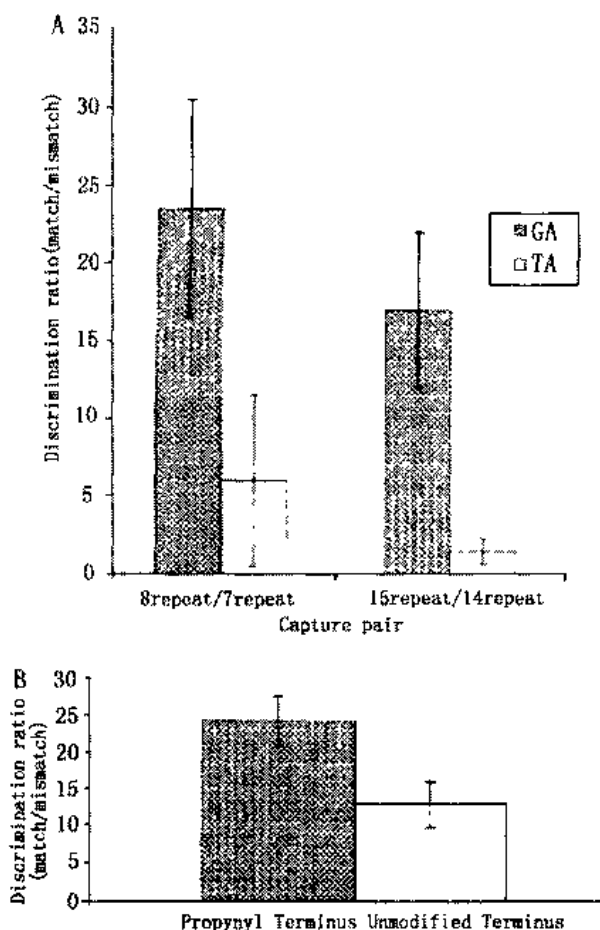 A
35
30
25
20
15
10
5
0
Discrimination ratio(match/mismatch)
GA
TA
8repeat/7repeat 15repeat/14repeat
Capture pair
B
30
25
20
15
10
5
0
Discrimination ratio
(match/mismatch)
Propynyl Terminus Unmodified Terminus